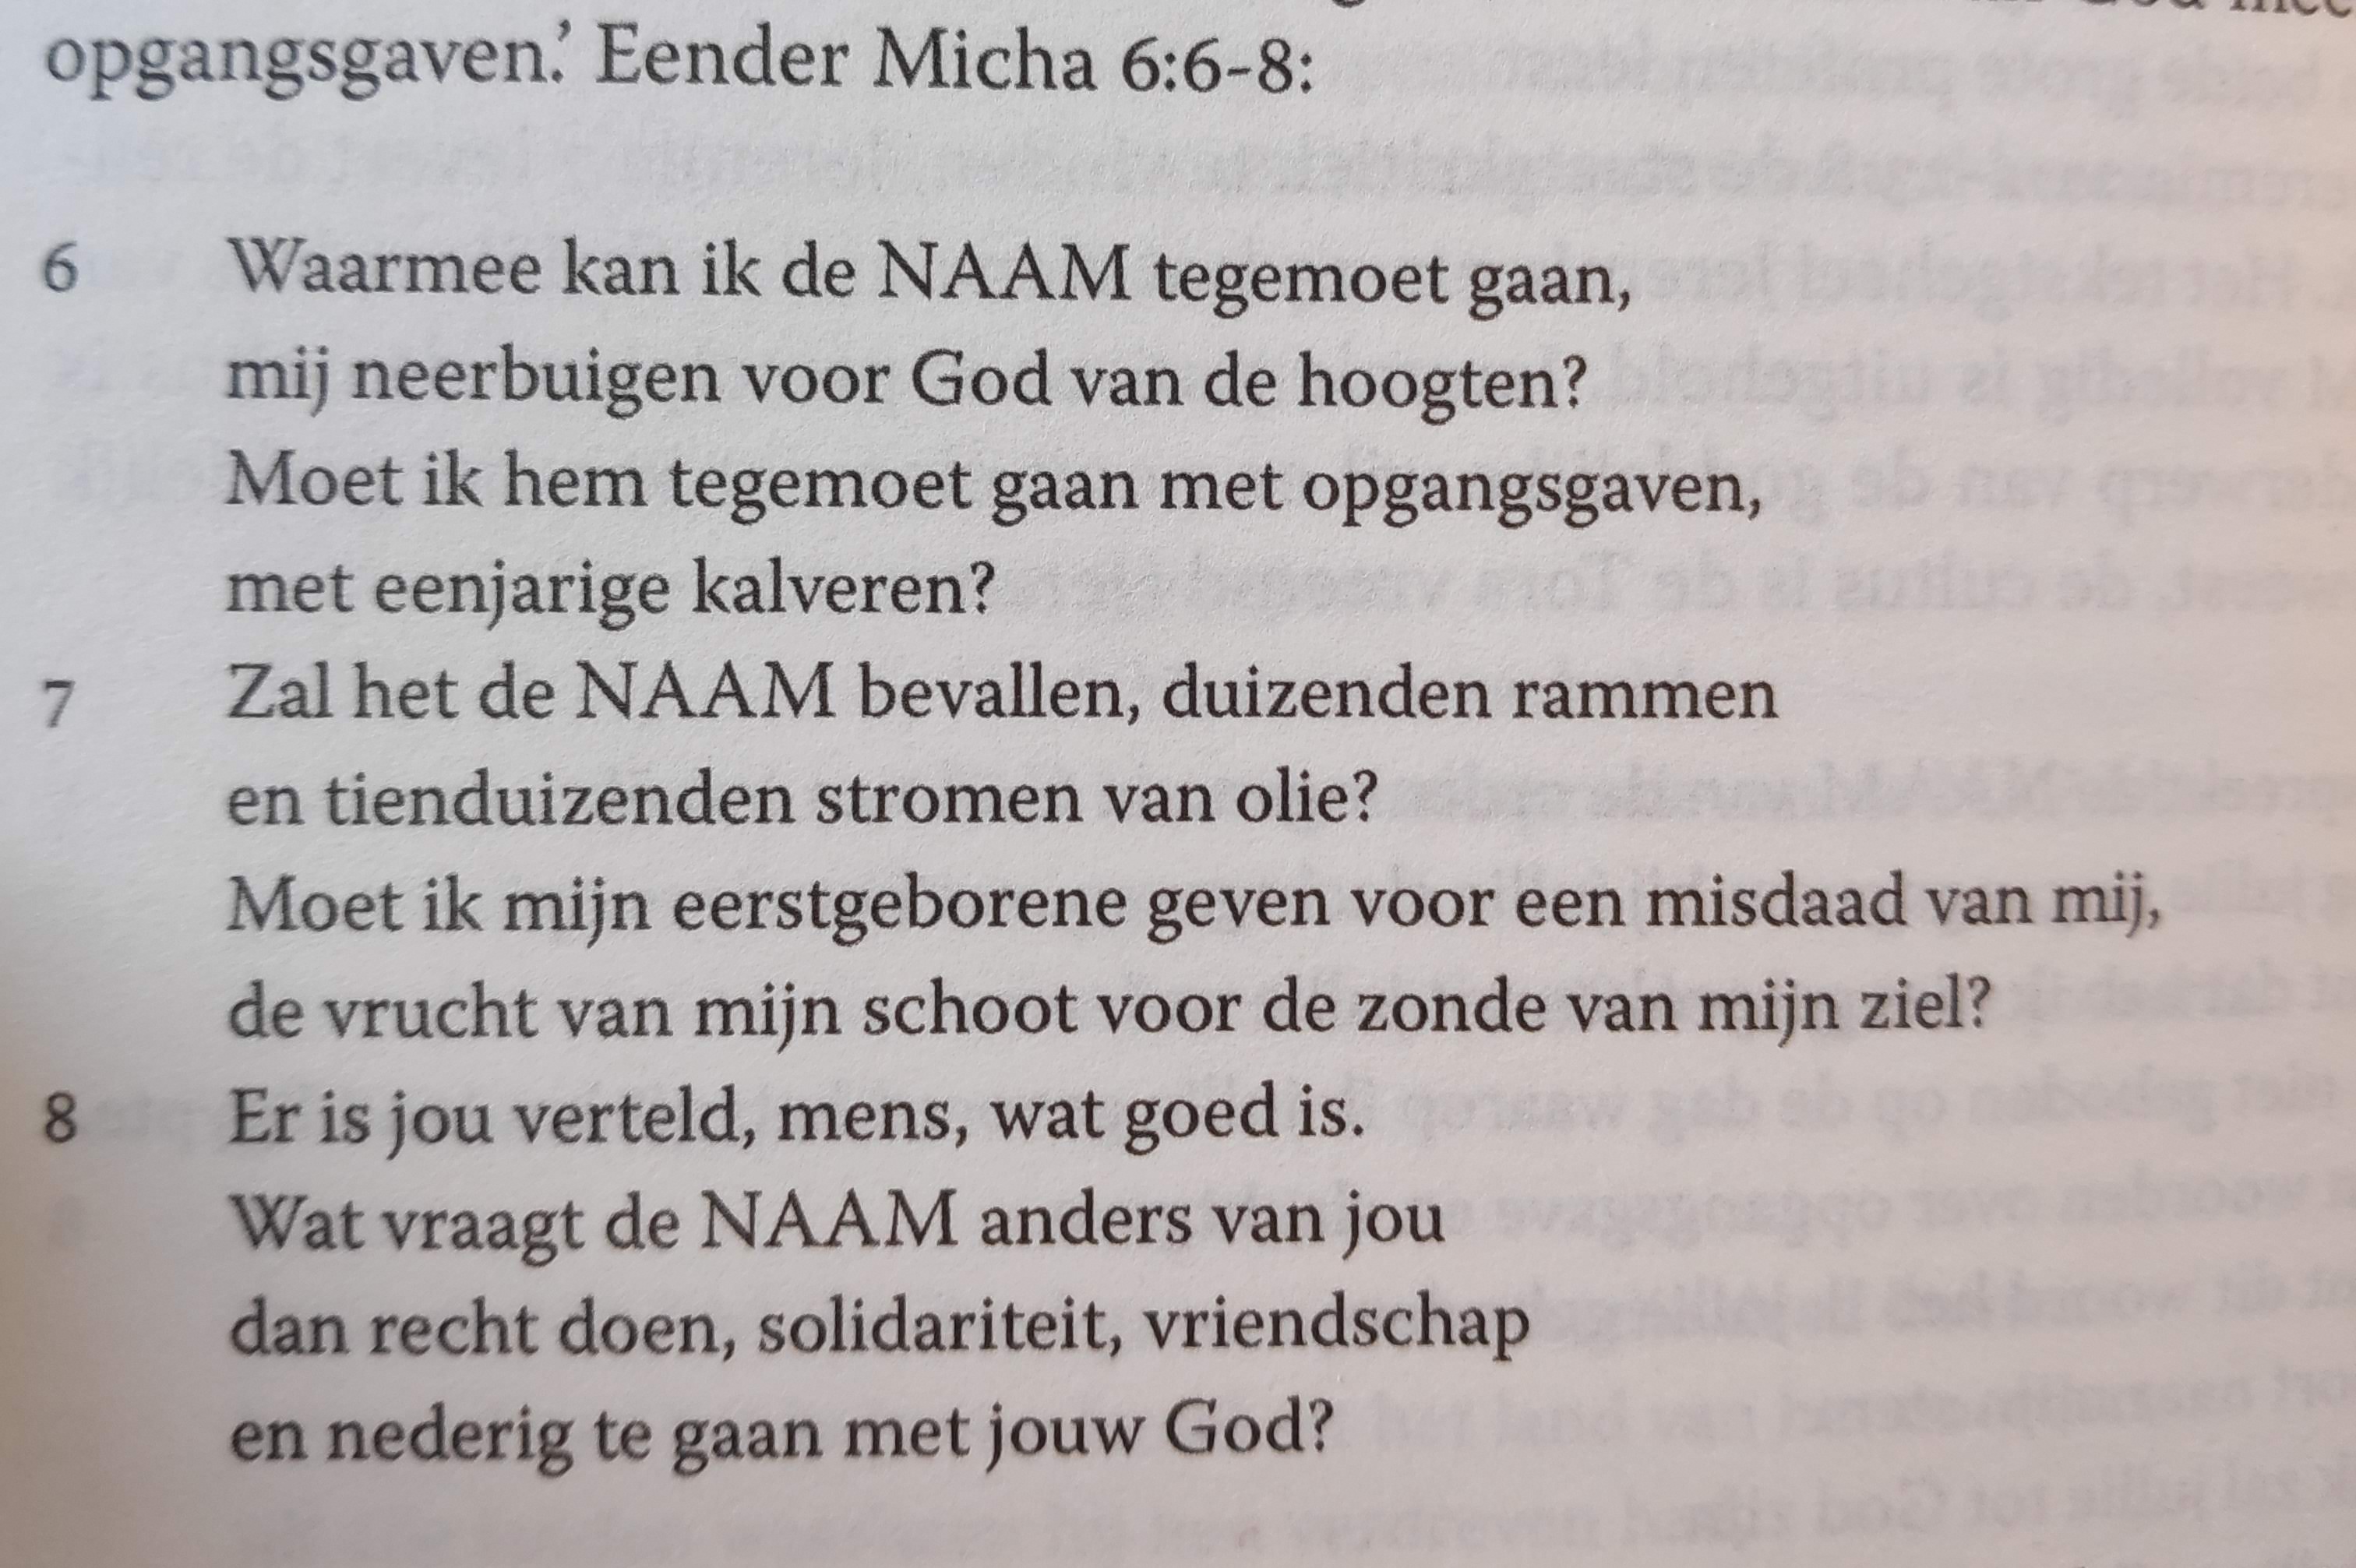 opgangsgaven.’ Eender Micha 6:6-8:
6 Waarmee kan ik de NAAM tegemoet gaan,
mij neerbuigen voor God van de hoogten?
Moet ik hem tegemoet gaan met opgangsgaven,
met eenjarige kalveren?
7 Zal het de NAAM bevallen, duizenden rammen
en tienduizenden stromen van olie?
Moet ik mijn eerstgeborene geven voor een misdaad van mij,
de vrucht van mijn schoot voor de zonde van mijn ziel?
8 Er is jou verteld, mens, wat goed is.
Wat vraagt de NAAM anders van jou
dan recht doen, solidariteit, vriendschap
en nederig te gaan met jouw God?